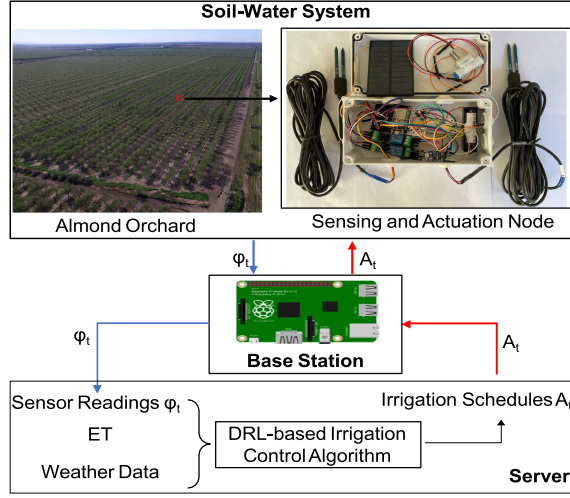 Soil-Water System
Almond Orchard
Sensing and Actuation Node
φt
At
φt
Base Station
At
Sensor Readings φt
ET
Weather Data
DRL-based Irrigation
Control Algorithm
Irrigation Schedules At
Server